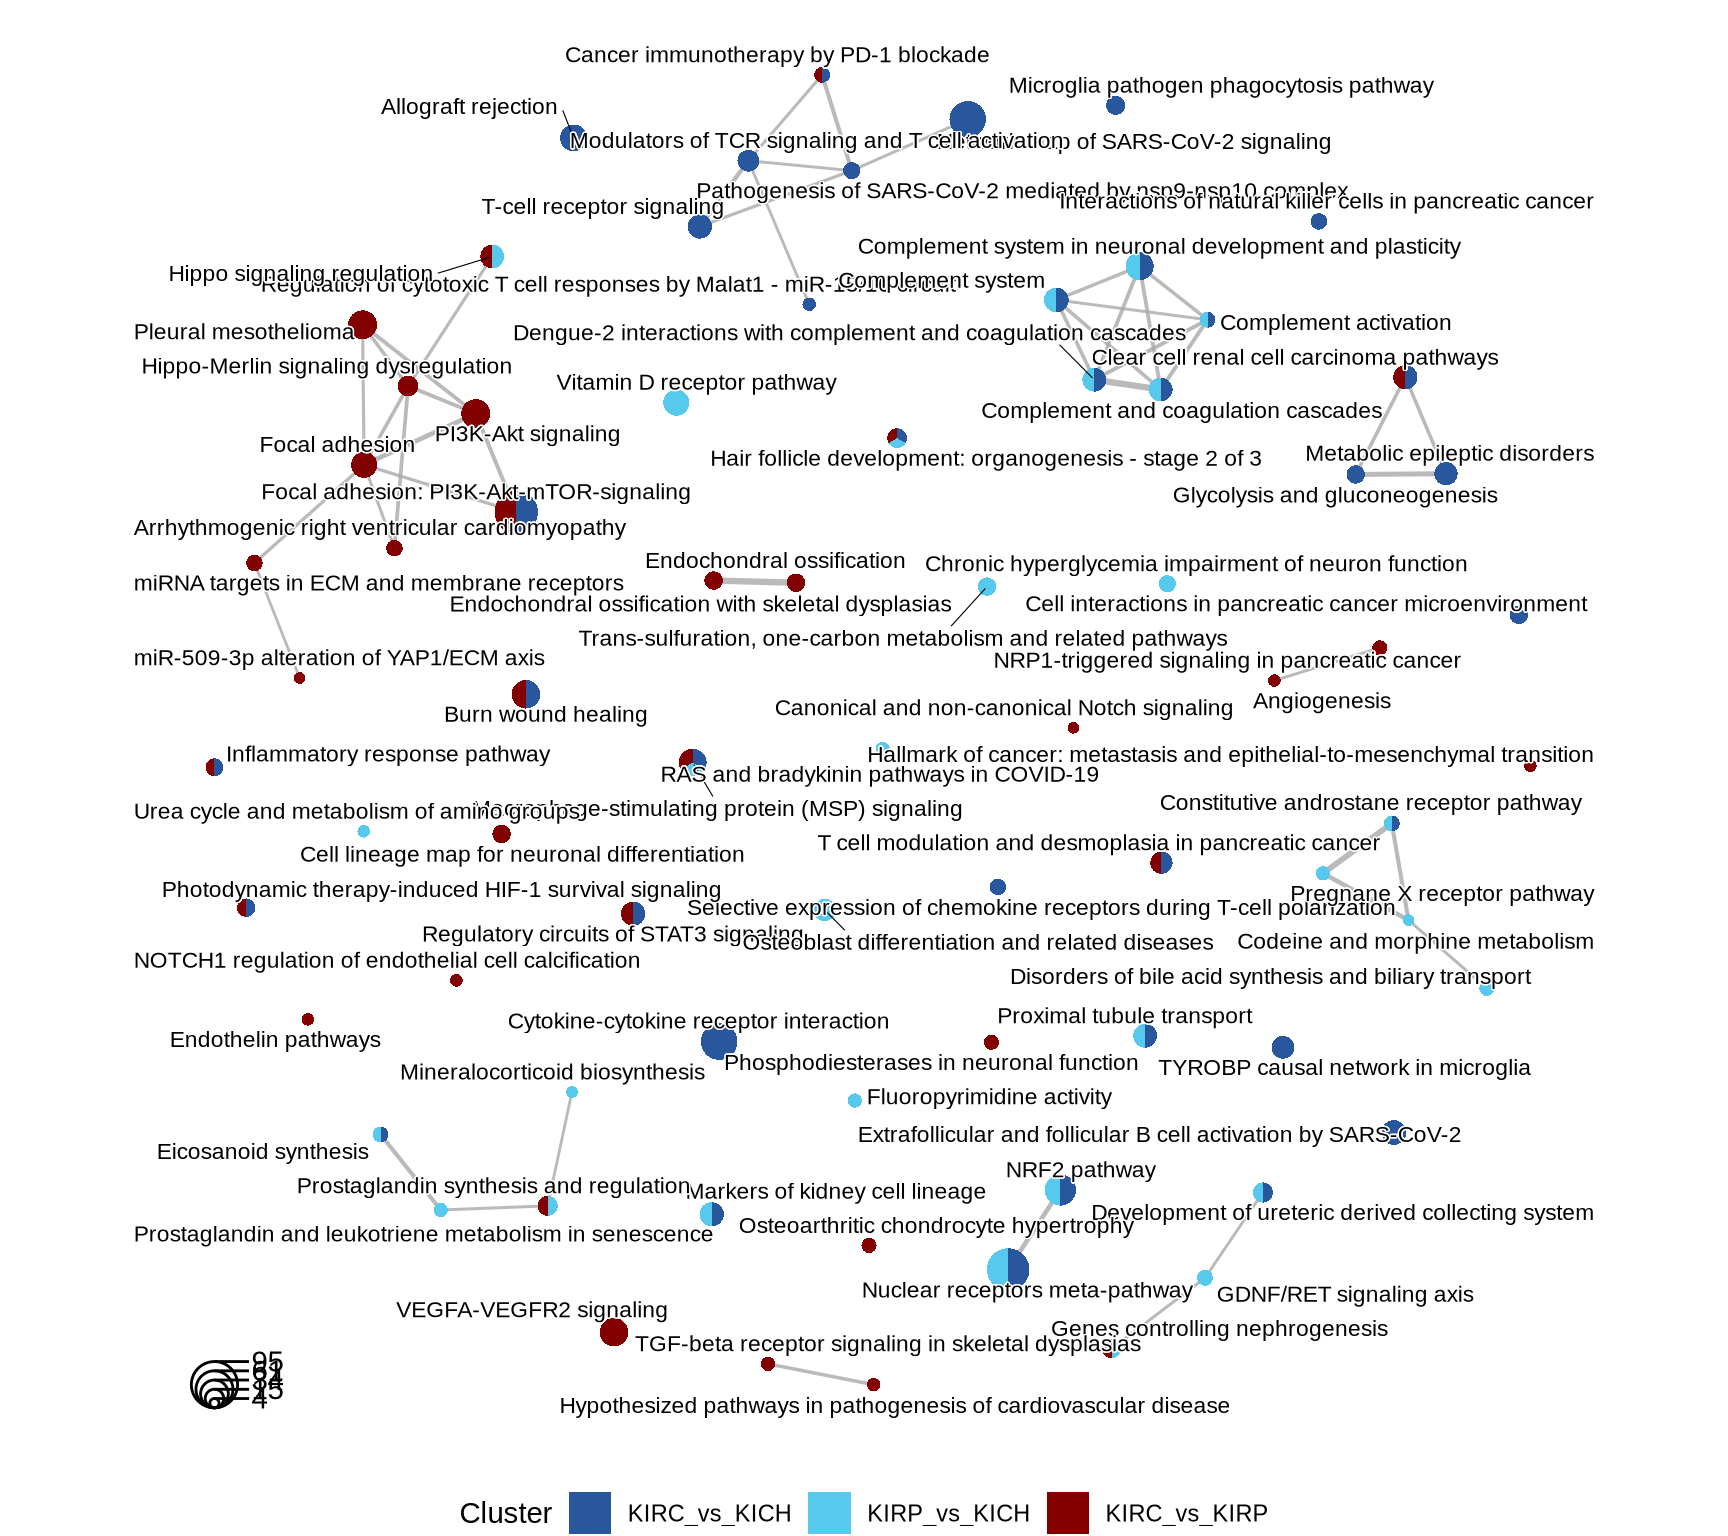 Cancer immunotherapy by PD-1 blockade
Microglia pathogen phagocytosis pathway
Allograft rejection
Modulators of TCR signaling and T cell activation
of SARS-CoV-2 signaling
Pathogenesis of SARS-CoV-2 mediated by nsp9-nsp10 complex
Interactions of natural killer cells in pancreatic cancer
T-cell receptor signaling
Complement system in neuronal development and plasticity
Hippo signaling regulation
Regulation of cytotoxic T cell responses by Malat1 - circuit
Complement system
Pleural mesothelioma
Dengue-2 interactions with complement and coagulation cascades
Complement activation
Clear cell renal cell carcinoma pathways
Hippo-Merlin signaling dysregulation
Vitamin D receptor pathway
Complement and coagulation cascades
PI3K-Akt signaling
Focal adhesion
Hair follicle development: organogenesis - stage 2 of 3
Metabolic epileptic disorders
Focal adhesion: PI3K-Akt-mTOR-signaling
Glycolysis and gluconeogenesis
Arrhythmogenic right ventricular cardiomyopathy
Endochondral ossification
Chronic hyperglycemia impairment of neuron function
miRNA targets in ECM and membrane receptors
Endochondral ossification with skeletal dysplasias
Cell interactions in pancreatic cancer microenvironment
Trans-sulfuration, one-carbon metabolism and related pathways
miR-509-3p alteration of YAP1/ECM axis
NRP1-triggered signaling in pancreatic cancer
Angiogenesis
Burn wound healing
Canonical and non-canonical Notch signaling
Inflammatory response pathway
Hallmark of cancer: metastasis and epithelial-to-mesenchymal transition
RAS and bradykinin pathways in COVID-19
Urea cycle and metabolism of amino groups
Macrophage-stimulating protein (MSP) signaling
Constitutive androstane receptor pathway
T cell modulation and desmoplasia in pancreatic cancer
Cell lineage map for neuronal differentiation
Photodynamic therapy-induced HIF-1 survival signaling
Pregnane X receptor pathway
Selective expression of chemokine receptors during T-cell polarization
Regulatory circuits of STAT3 signaling
Osteoblast differentiation and related diseases
Codeine and morphine metabolism
NOTCH1 regulation of endothelial cell calcification
Disorders of bile acid synthesis and biliary transport
Endothelin pathways
Cytokine-cytokine receptor interaction
Proximal tubule transport
Phosphodiesterases in neuronal function
TYROBP causal network in microglia
Mineralocorticoid biosynthesis
Fluoropyrimidine activity
Eicosanoid synthesis
Extrafollicular and follicular B cell activation by SARS-CoV-2
NRF2 pathway
Prostaglandin synthesis and regulation
Markers of kidney cell lineage
Development of ureteric derived collecting system
Prostaglandin and leukotriene metabolism in senescence
Osteoarthritic chondrocyte hypertrophy
Nuclear receptors meta-pathway
GDNF/RET signaling axis
VEGFA-VEGFR2 signaling
Genes controlling nephrogenesis
TGF-beta receptor signaling in skeletal dysplasias
Hypothesized pathways in pathogenesis of cardiovascular disease
95
61
34
15
4
Cluster KIRC_vs_KICH KIRP_vs_KICH KIRC_vs_KIRP